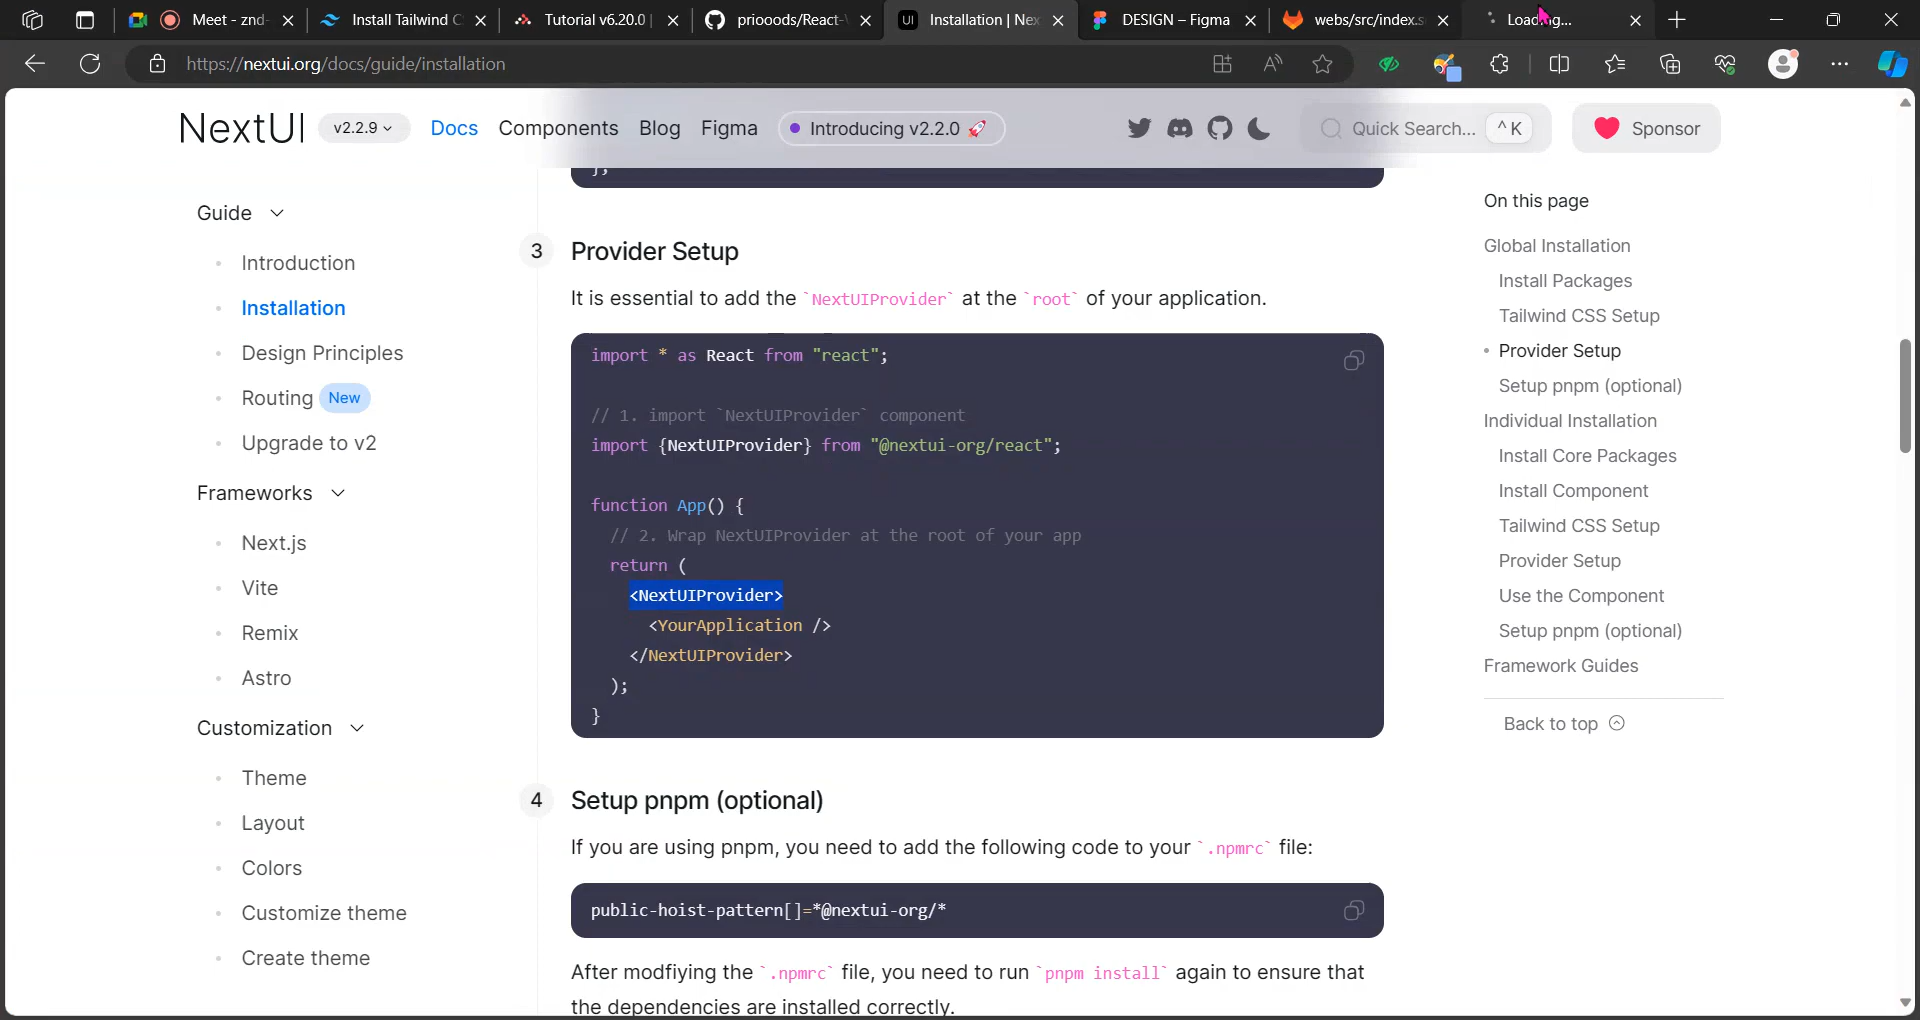 Meet - znd-
Install Tailwind C
Tutorial v6.20.0 |
priooods/React-
Installation | Nex
DESIGN – Figma
webs/src/index.s
Loading...
https://nextui.org/docs/guide/installation
NextUI
v2.2.9
Docs
Components
Blog
Figma
Introducing v2.2.0 🚀
Quick Search...
^ K
Sponsor
};
Guide
Introduction
Installation
Design Principles
Routing New
Upgrade to v2
Frameworks
Next.js
Vite
Remix
Astro
Customization
Theme
Layout
Colors
Customize theme
Create theme
3 Provider Setup
It is essential to add the `NextUIProvider` at the `root` of your application.
import * as React from "react";
// 1. import `NextUIProvider` component
import {NextUIProvider} from "@nextui-org/react";
function App() {
// 2. Wrap NextUIProvider at the root of your app
return (
<NextUIProvider>
<YourApplication />
</NextUIProvider>
);
}
4 Setup pnpm (optional)
If you are using pnpm, you need to add the following code to your `.npmrc` file:
public-hoist-pattern[]=*@nextui-org/*
After modfiying the `.npmrc` file, you need to run `pnpm install` again to ensure that
the dependencies are installed correctly.
On this page
Global Installation
Install Packages
Tailwind CSS Setup
Provider Setup
Setup pnpm (optional)
Individual Installation
Install Core Packages
Install Component
Tailwind CSS Setup
Provider Setup
Use the Component
Setup pnpm (optional)
Framework Guides
Back to top